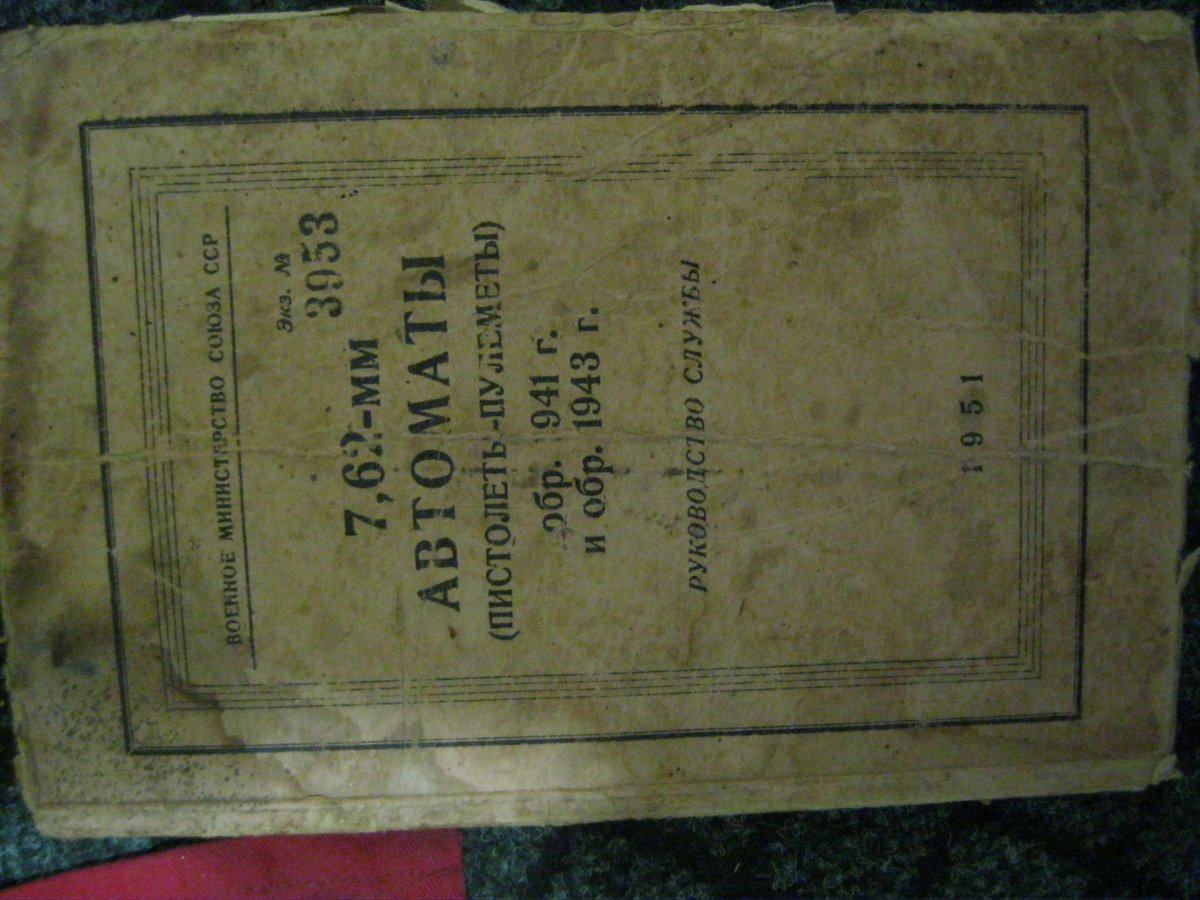 ВОЕННОЕ МИНИСТЕРСТВО СОЮЗА ССР
Экз. №
3953
7,62-мм
АВТОМАТЫ
(ПИСТОЛЕТЫ-ПУЛЕМЕТЫ)
обр. 1941 г.
и обр. 1943 г.
РУКОВОДСТВО СЛУЖБЫ
1951